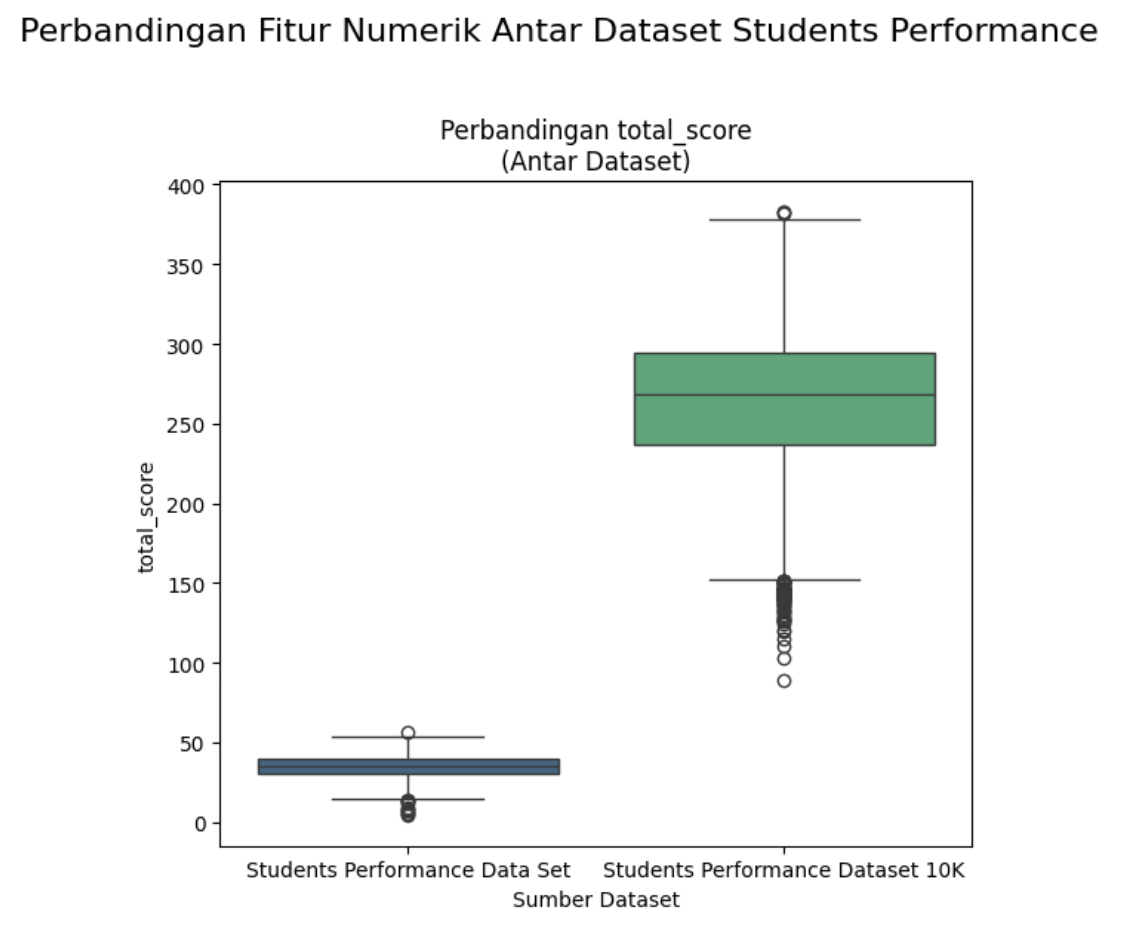 Perbandingan Fitur Numerik Antar Dataset Students Performance
Perbandingan total_score
(Antar Dataset)
400
350
300
250
200
150
100
50
0
total_score
Students Performance Data Set
Students Performance Dataset 10K
Sumber Dataset